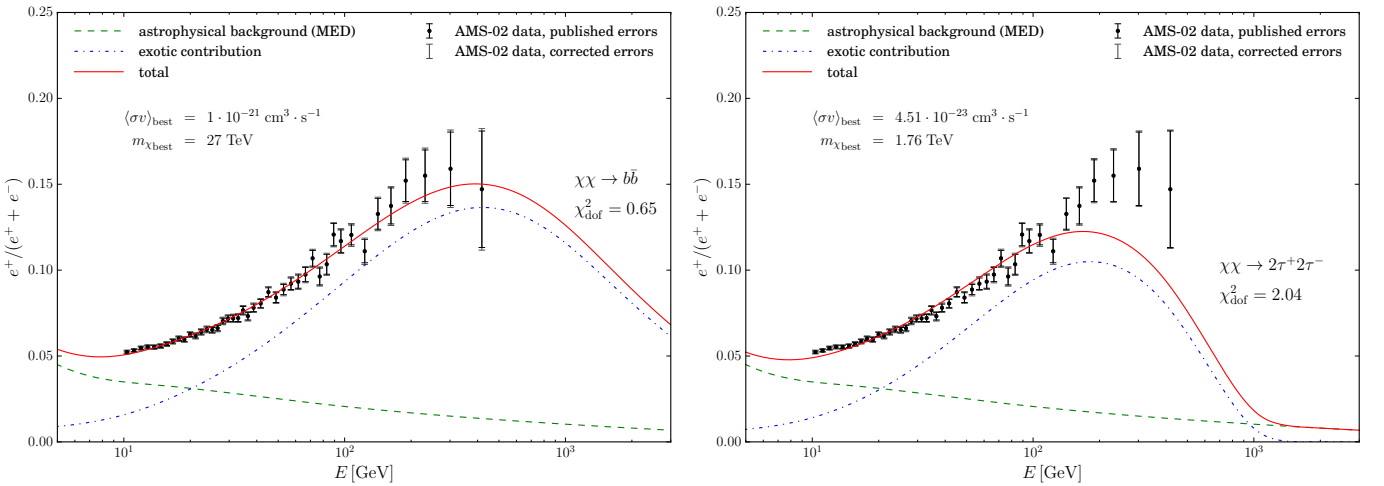 0.25
0.20
0.15
0.10
0.05
0.00
e⁺/(e⁺ + e⁻)
astrophysical background (MED)
exotic contribution
total
AMS-02 data, published errors
AMS-02 data, corrected errors
⟨σv⟩best = 1 · 10⁻²¹ cm³ · s⁻¹
mχbest = 27 TeV
χχ → bb̄
χ²dof = 0.65
10¹ 10² 10³
E [GeV]
0.25
0.20
0.15
0.10
0.05
0.00
e⁺/(e⁺ + e⁻)
astrophysical background (MED)
exotic contribution
total
AMS-02 data, published errors
AMS-02 data, corrected errors
⟨σv⟩best = 4.51 · 10⁻²³ cm³ · s⁻¹
mχbest = 1.76 TeV
χχ → 2τ⁺2τ⁻
χ²dof = 2.04
10¹ 10² 10³
E [GeV]